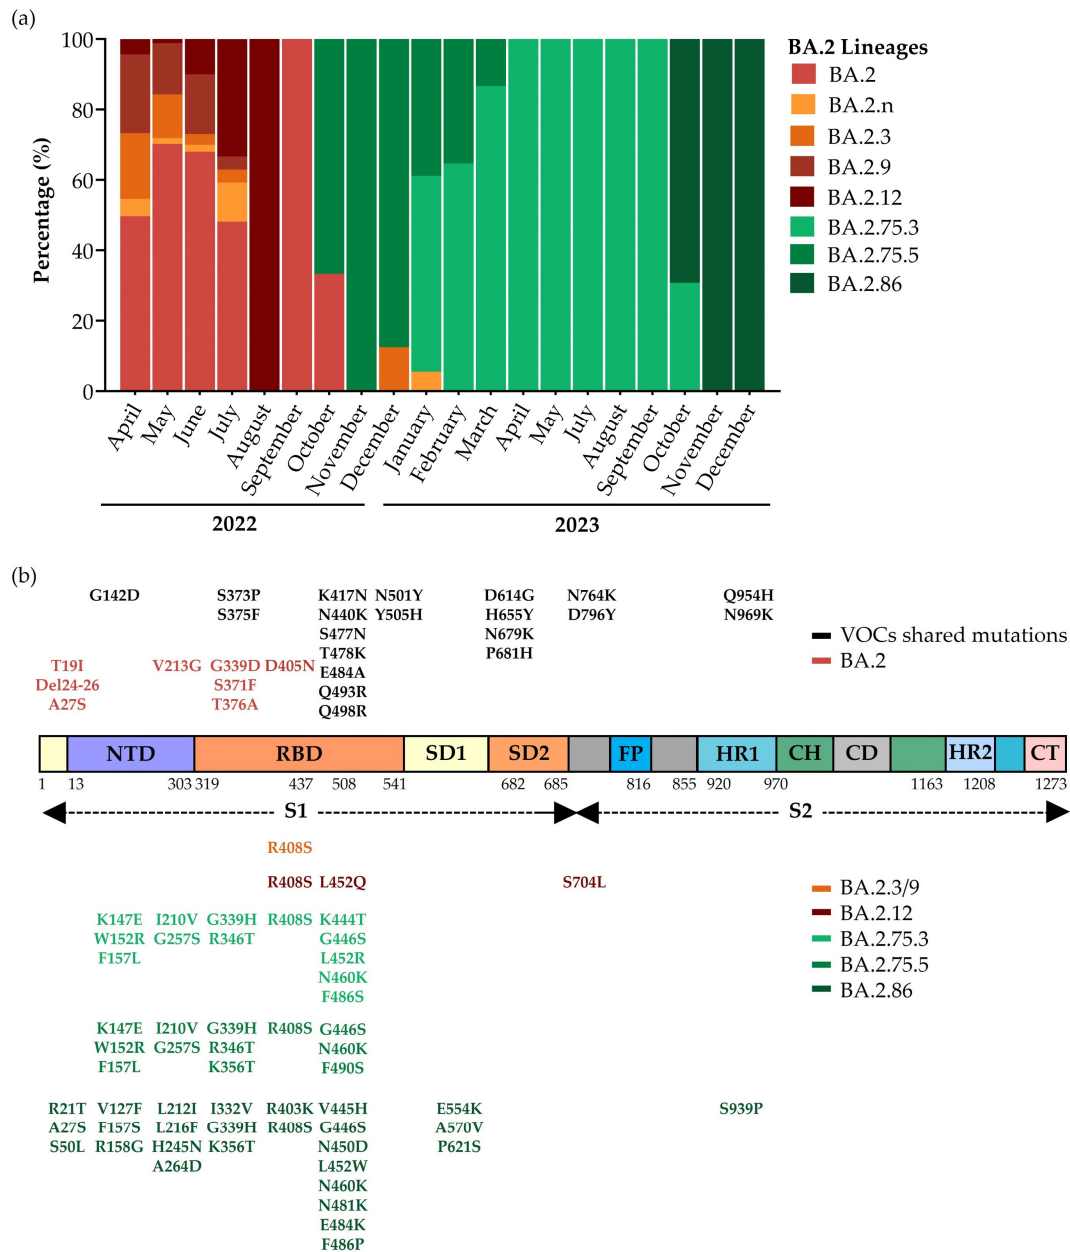 (a)
BA.2 Lineages
BA.2
BA.2.n
BA.2.3
BA.2.9
BA.2.12
BA.2.75.3
BA.2.75.5
BA.2.86
Percentage (%)
100
80
60
40
20
0
April May June July August September October November December January February March April May July August September October November December
2022 2023
(b)
G142D S373P K417N N501Y D614G N764K Q954H
S375F N440K Y505H H655Y D796Y N969K
S477N N679K
T478K P681H
E484A
Q493R
Q498R
VOCs shared mutations
BA.2
T19I V213G G339D D405N
Del24-26 S371F
A27S T376A
NTD RBD SD1 SD2 FP HR1 CH CD HR2 CT
1 13 303 319 437 508 541 682 685 816 855 920 970 1163 1208 1273
S1 S2
R408S
R408S L452Q S704L
BA.2.3/9
BA.2.12
BA.2.75.3
BA.2.75.5
BA.2.86
K147E I210V G339H R408S K444T
W152R G257S R346T G446S
F157L L452R
N460K
F486S
K147E I210V G339H R408S G446S
W152R G257S R346T N460K
F157L K356T F490S
R21T V127F L212I I332V R403K V445H E554K S939P
A27S F157S L216F G339H R408S G446S A570V
S50L R158G H245N K356T N450D P621S
A264D L452W
N460K
N481K
E484K
F486P